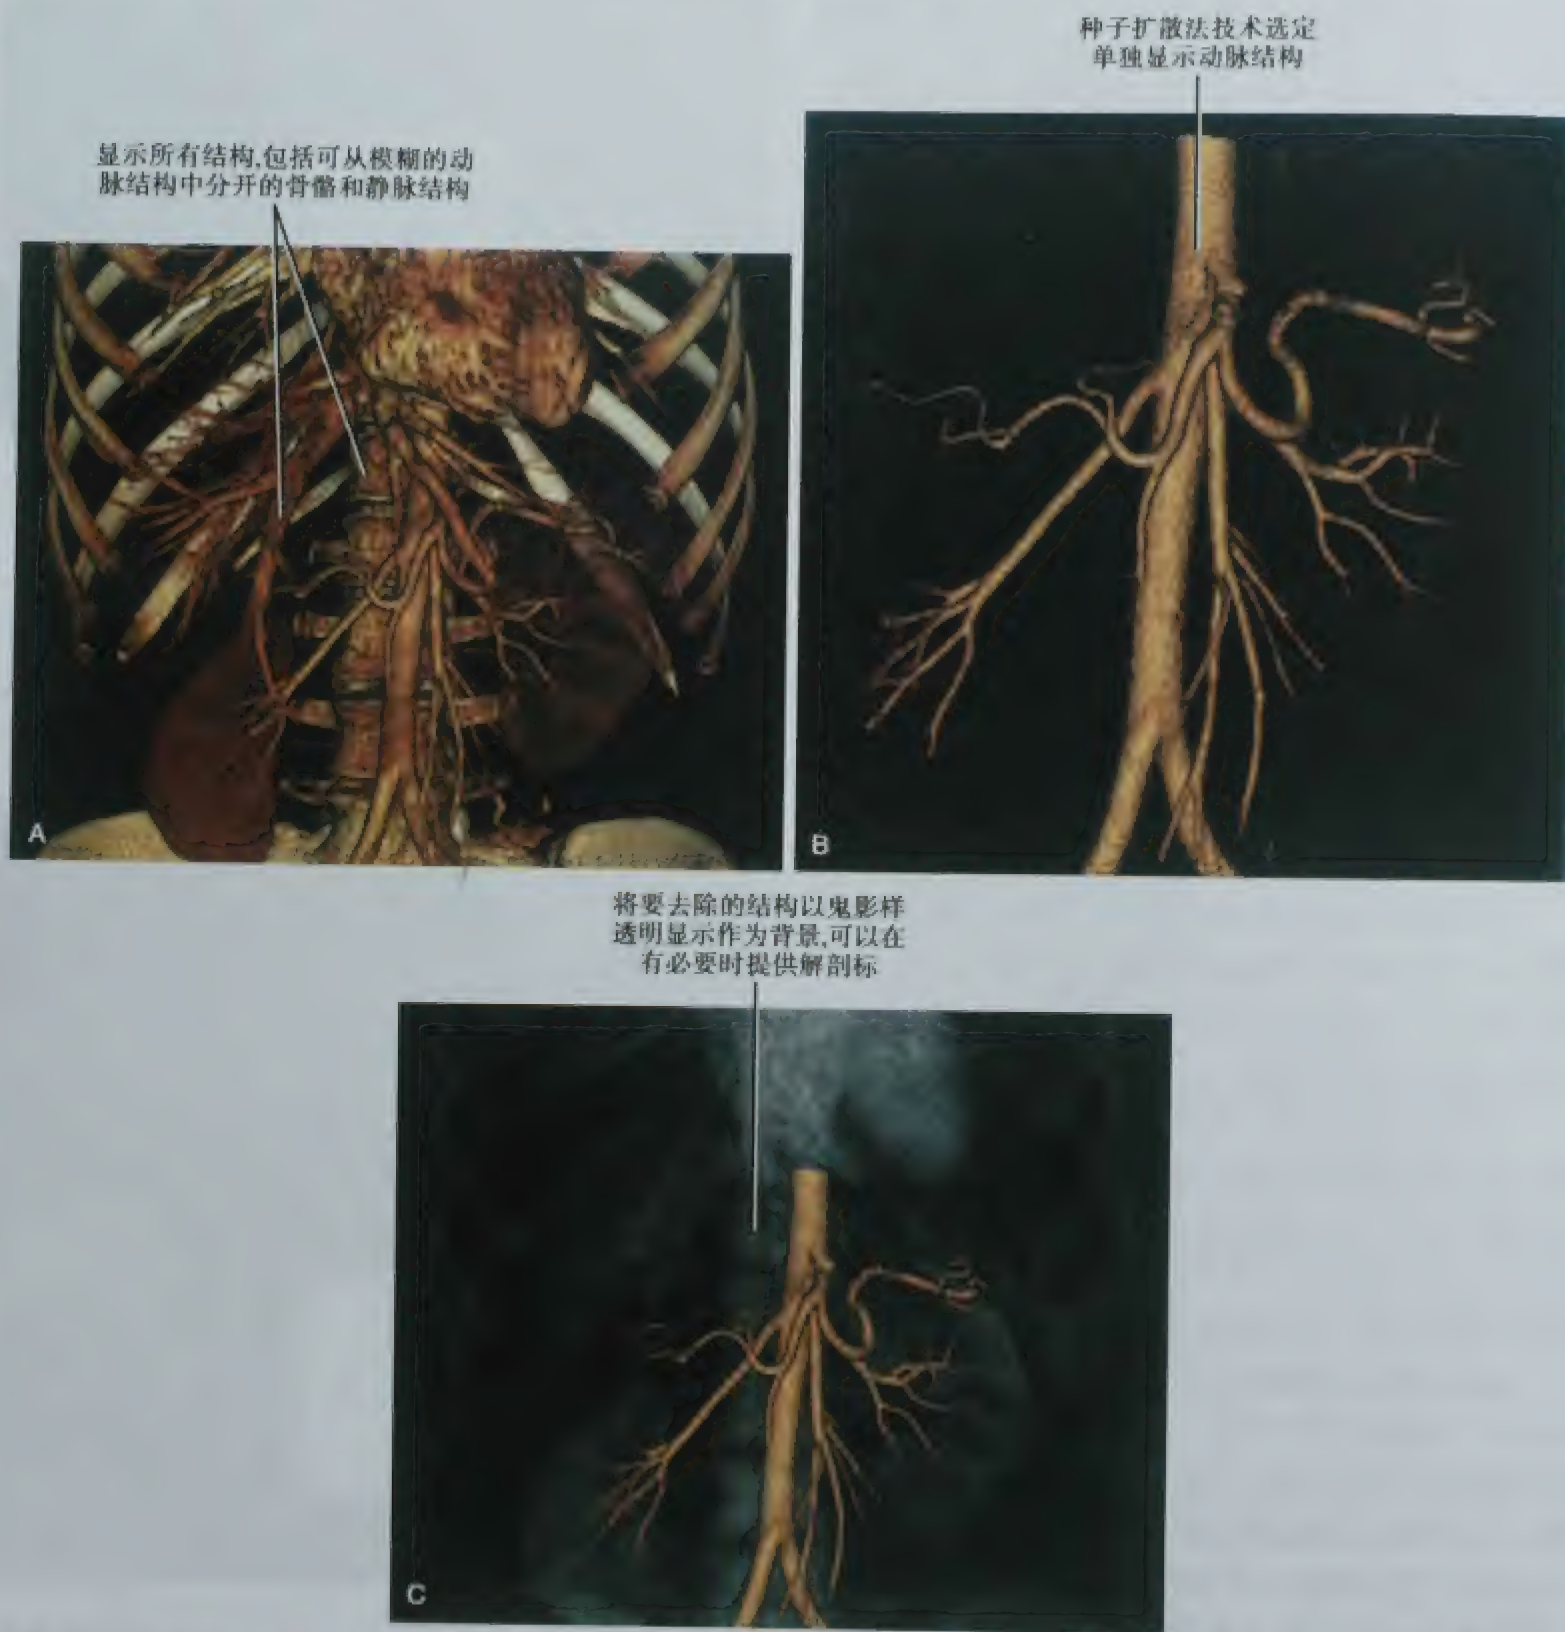 种子扩散法技术选定
单独显示动脉结构
显示所有结构,包括可从模糊的动
脉结构中分开的骨骼和静脉结构
A
B
将要去除的结构以鬼影样
透明显示作为背景,可以在
有必要时提供解剖标
C